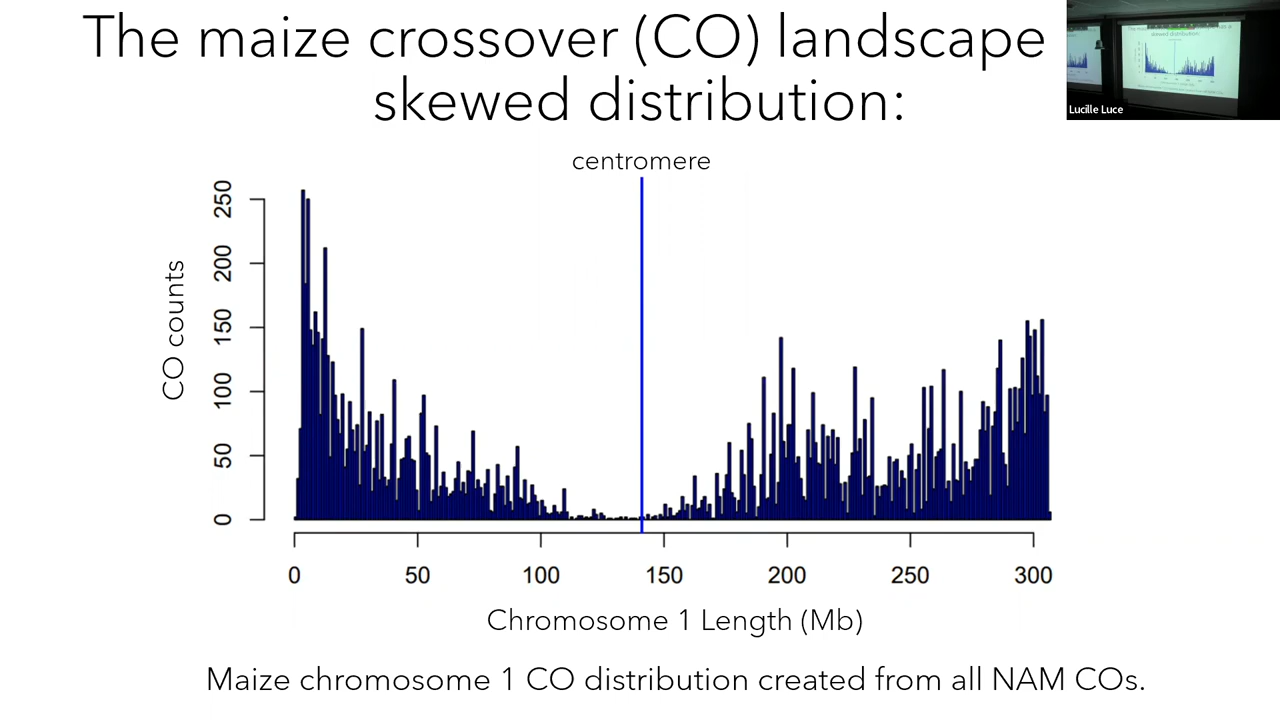 The maize crossover (CO) landscape
skewed distribution:
Lucille Luce
centromere
CO counts
250
200
150
100
50
0
0 50 100 150 200 250 300
Chromosome 1 Length (Mb)
Maize chromosome 1 CO distribution created from all NAM COs.